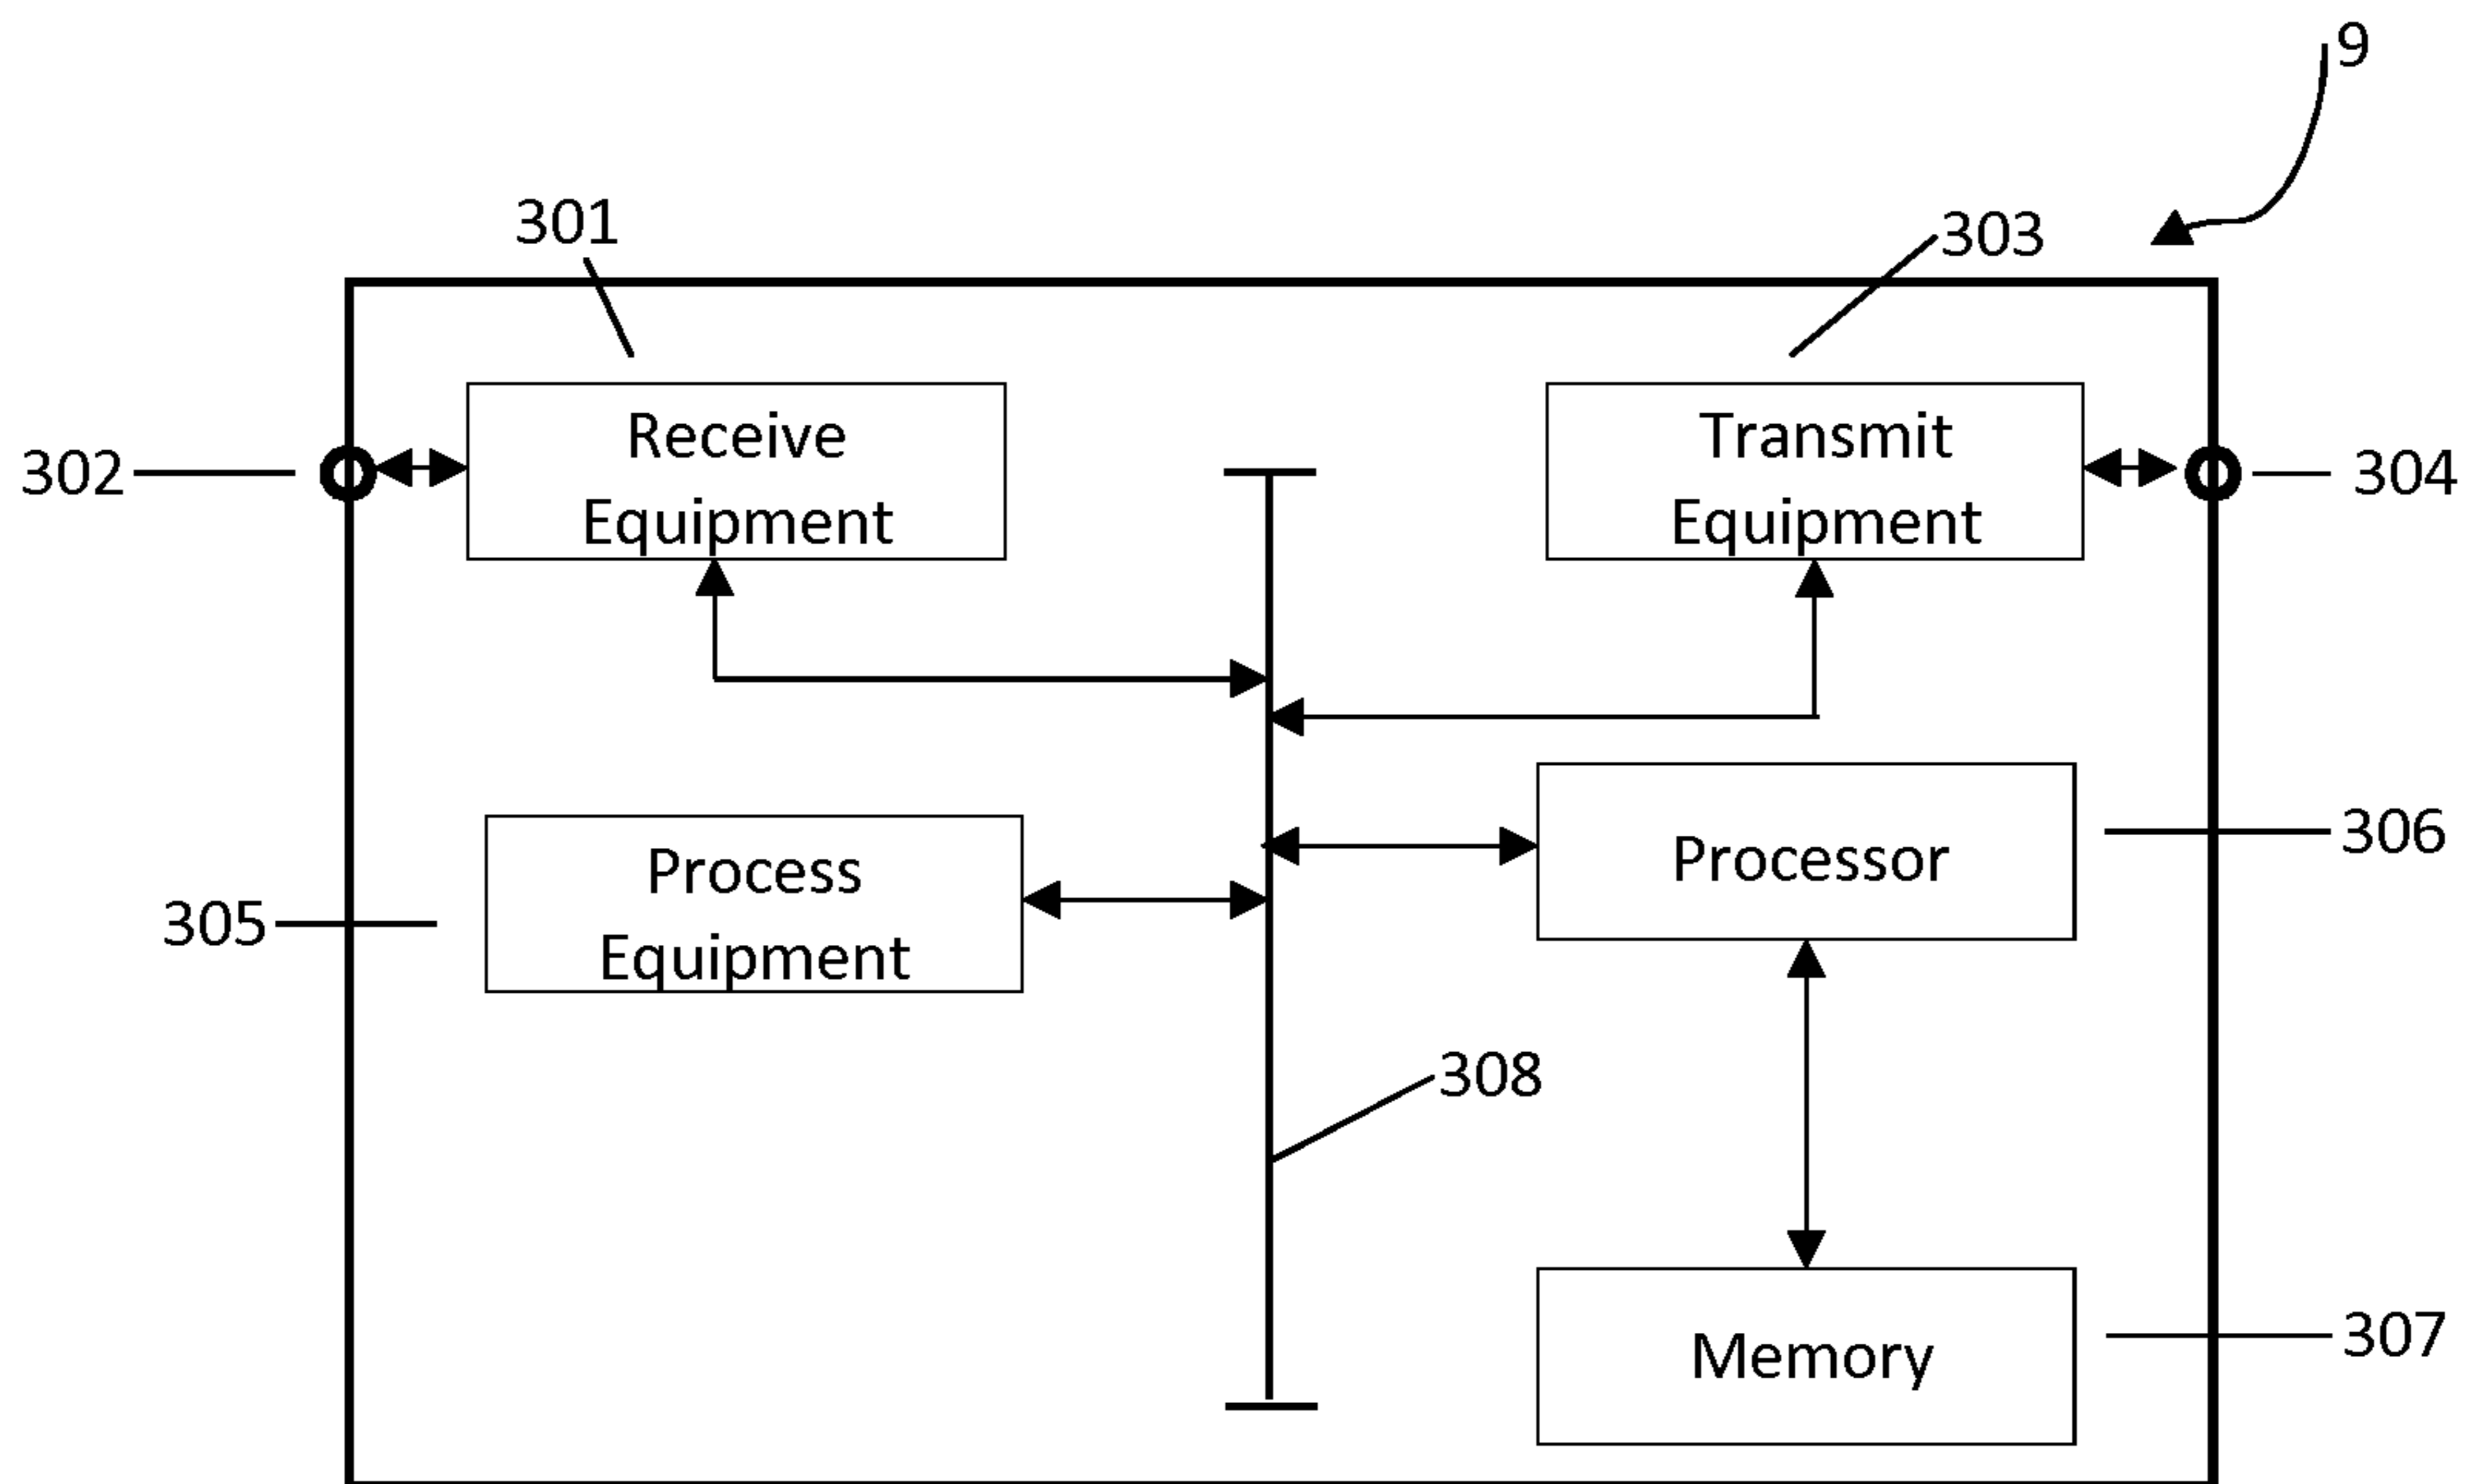 9
301
303
Receive
Equipment
Transmit
Equipment
302
304
Process
Equipment
Processor
306
305
308
Memory
307